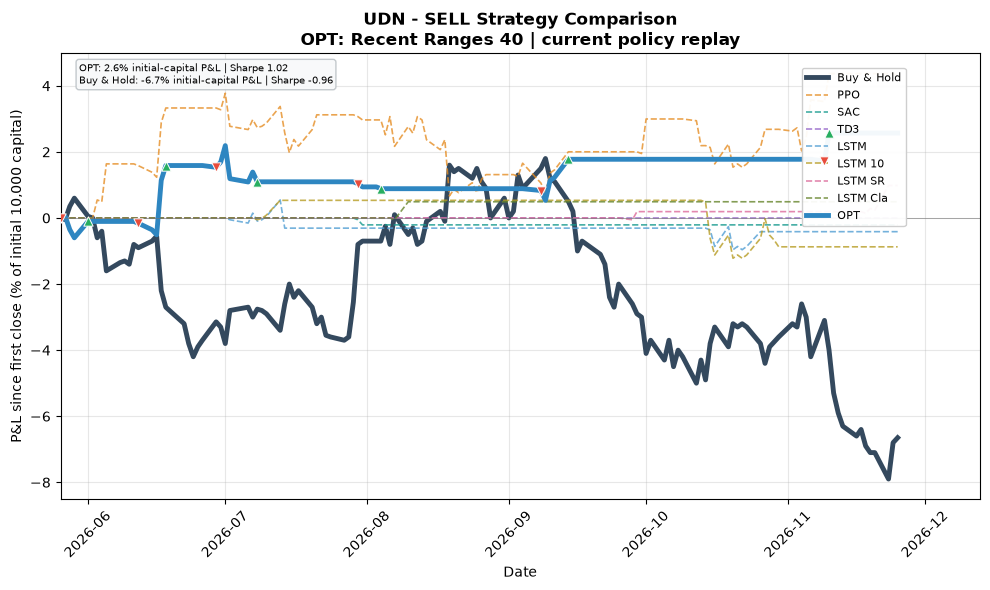 UDN - SELL Strategy Comparison
OPT: Recent Ranges 40 | current policy replay
OPT: 2.6% initial-capital P&L | Sharpe 1.02
Buy & Hold: -6.7% initial-capital P&L | Sharpe -0.96
Buy & Hold
PPO
SAC
TD3
LSTM
LSTM 10
LSTM SR
LSTM Cla
OPT
P&L since first close (% of initial 10,000 capital)
4
2
0
−2
−4
−6
−8
2026-06
2026-07
2026-08
2026-09
2026-10
2026-11
2026-12
Date